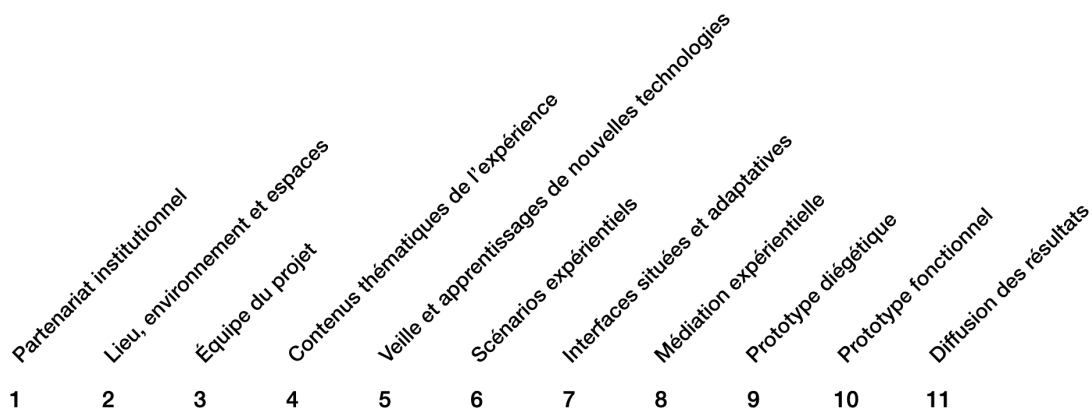 Partenariat institutionnel
Lieu, environnement et espaces
Équipe du projet
Contenus thématiques de l'expérience
Veille et apprentissages de nouvelles technologies
Scénarios expérientiels
Interfaces situées et adaptatives
Médiation expérientielle
Prototype diégétique
Prototype fonctionnel
Diffusion des résultats
1 2 3 4 5 6 7 8 9 10 11